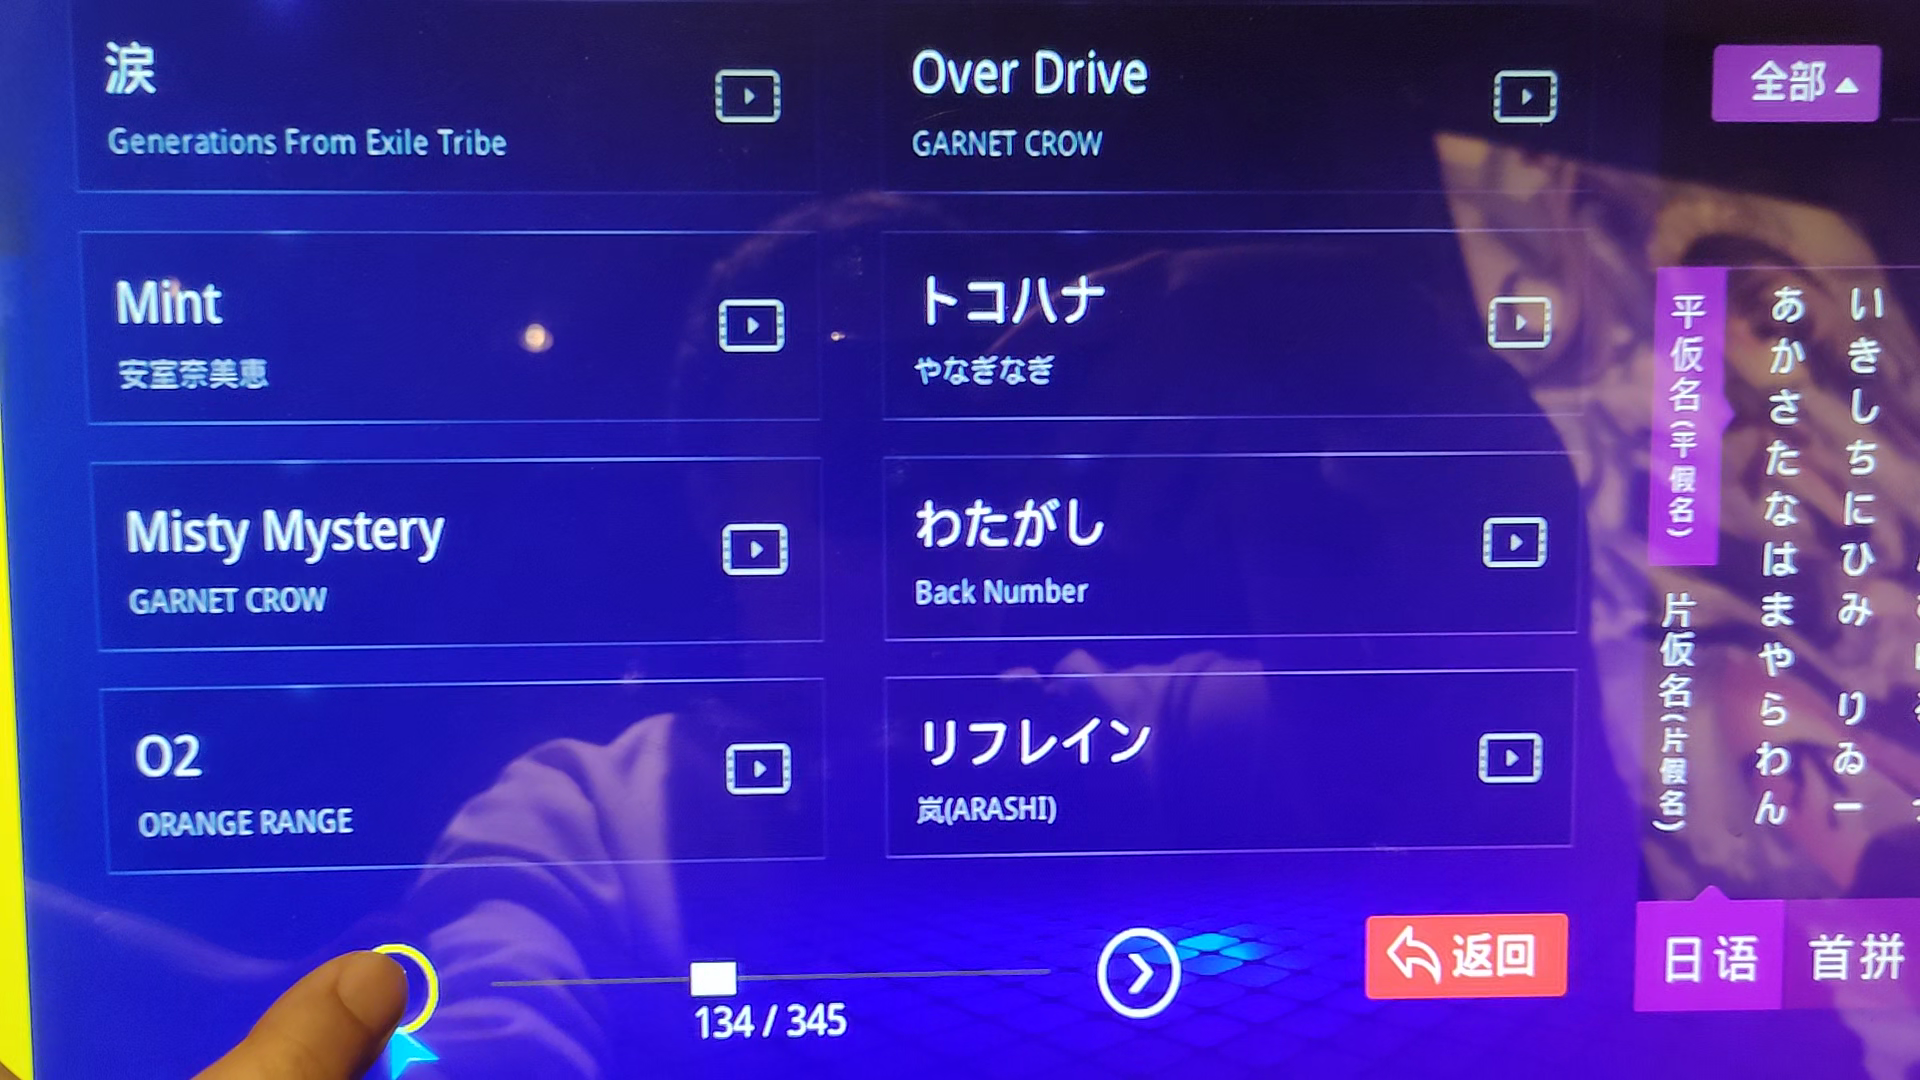 涙
Generations From Exile Tribe
Over Drive
GARNET CROW
Mint
安室奈美恵
トコハナ
やなぎなぎ
Misty Mystery
GARNET CROW
わたがし
Back Number
O2
ORANGE RANGE
リフレイン
岚(ARASHI)
134 / 345
返回
全部
平仮名(平假名)
片仮名(片假名)
あかさたなはまやらわん
いきしちにひみ りゐー
日语
首拼